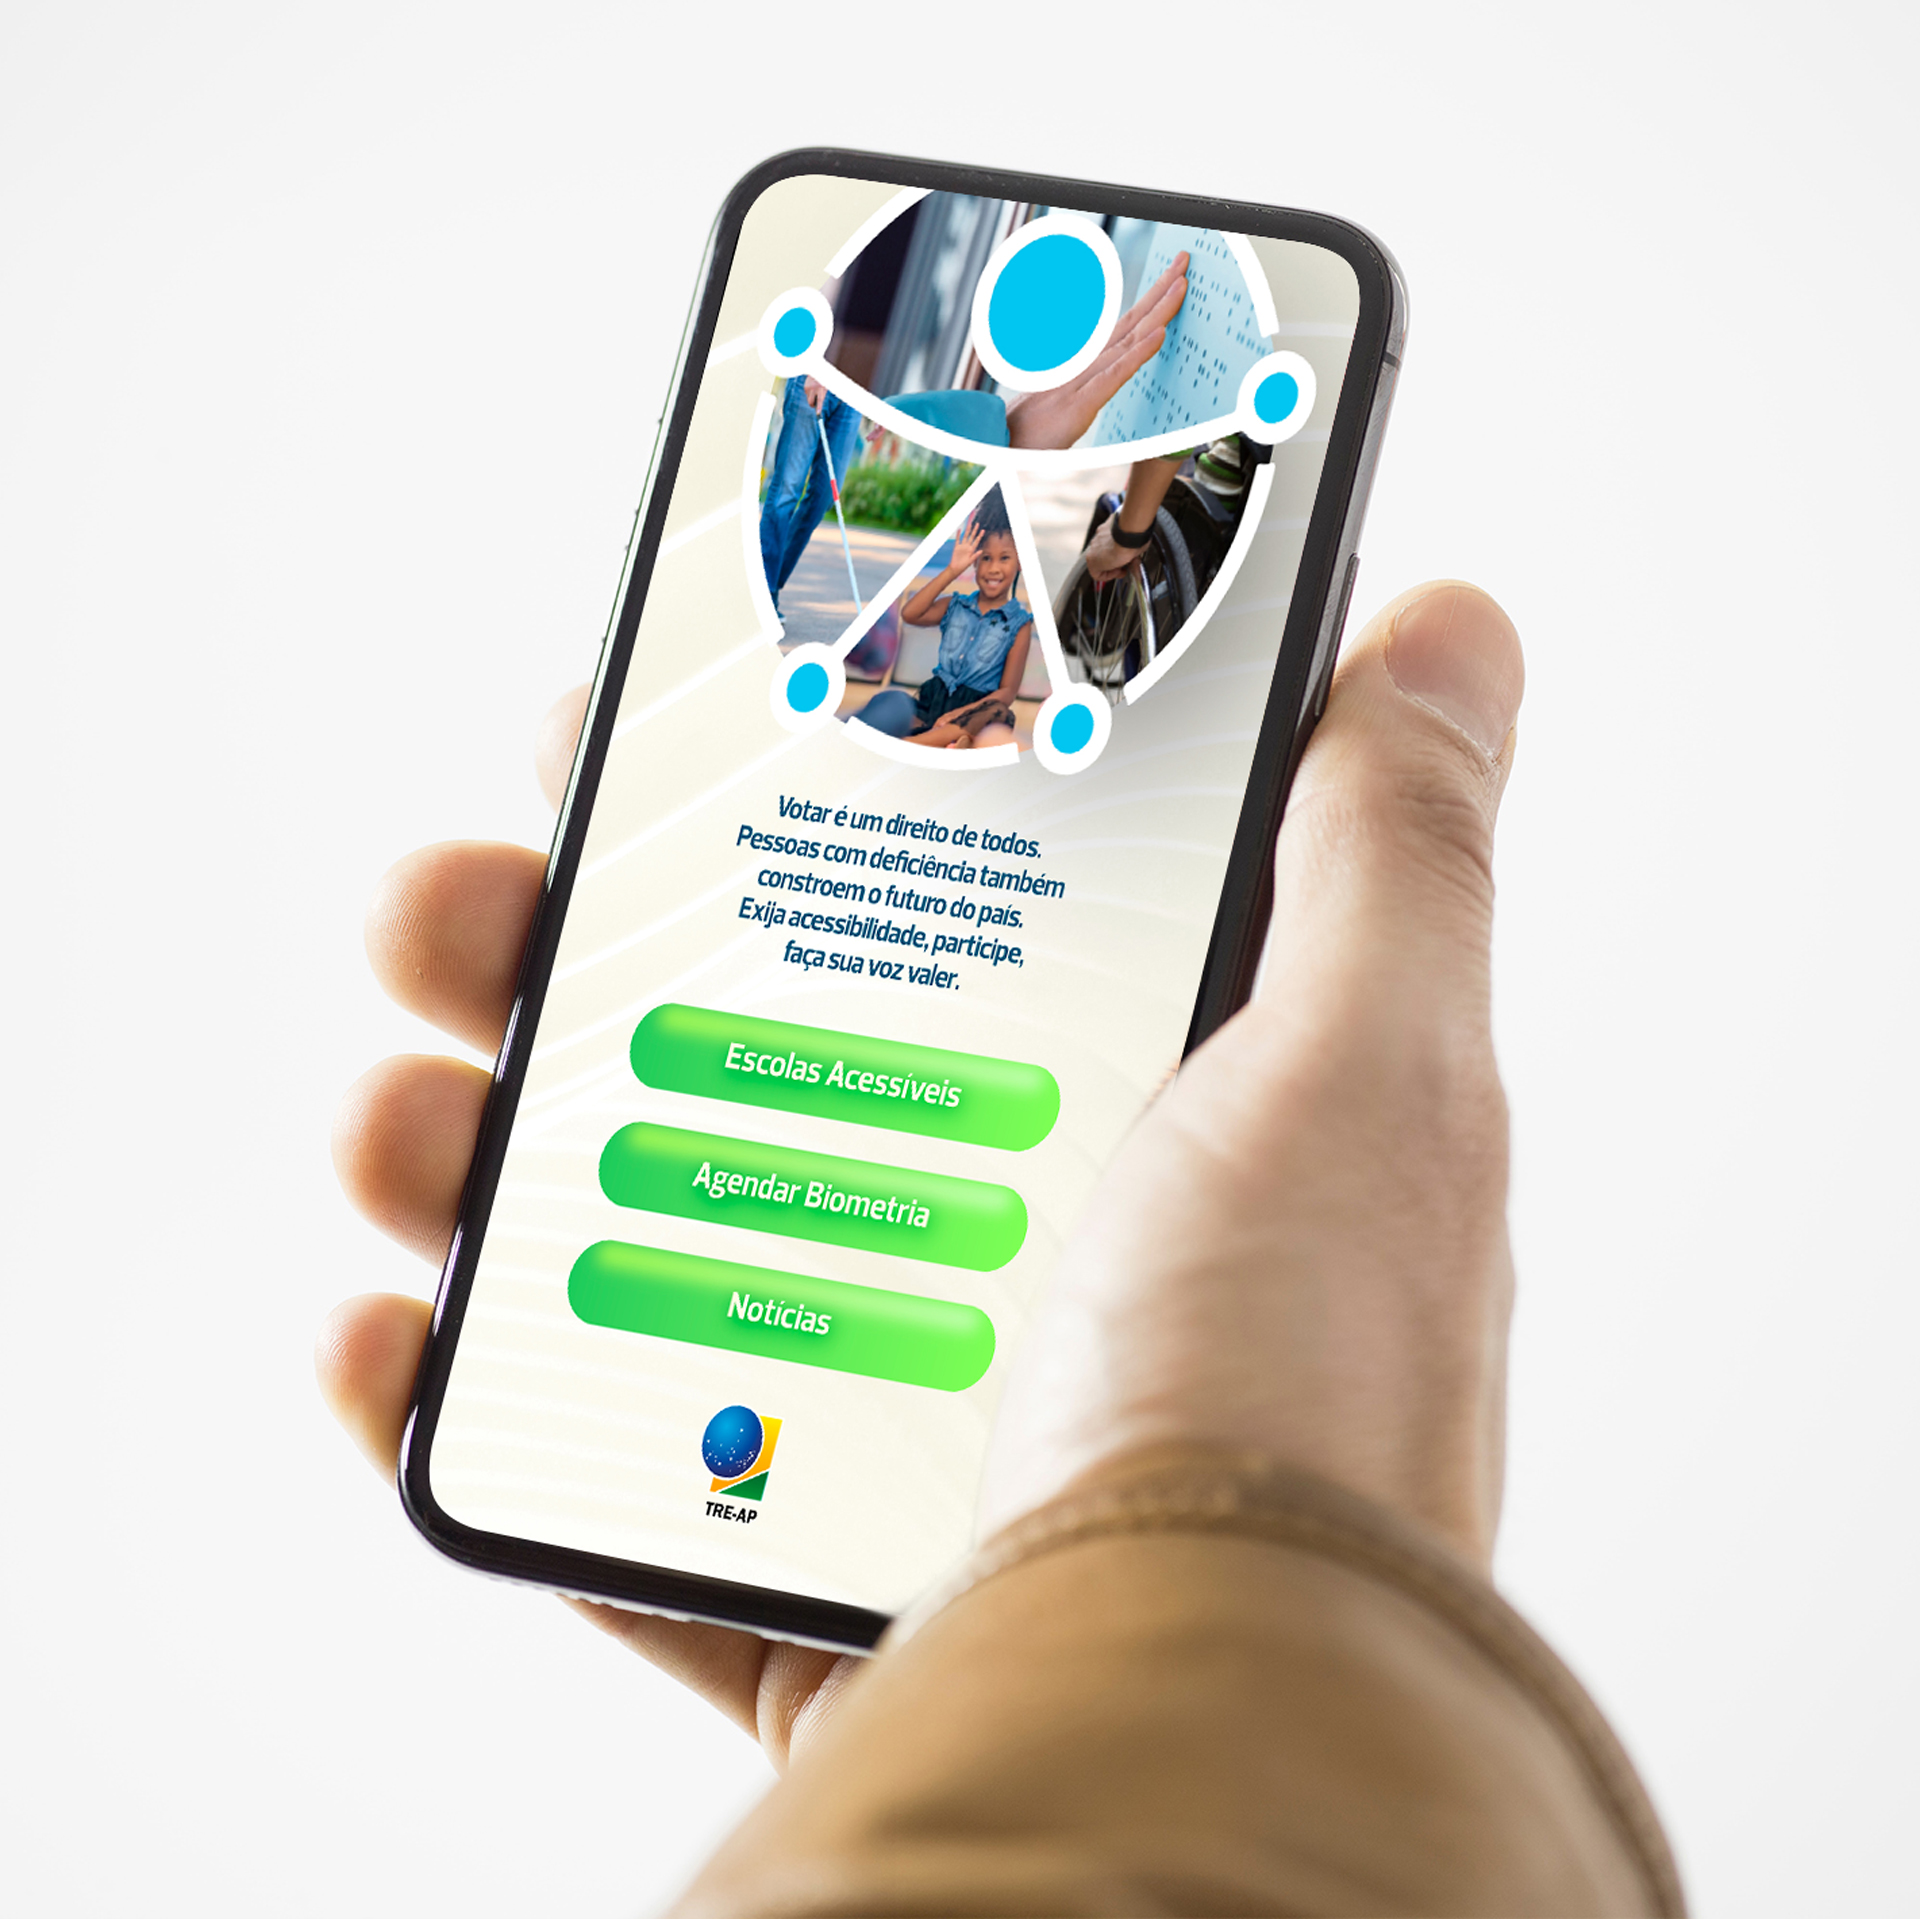 Votar é um direito de todos.
Pessoas com deficiência também
constroem o futuro do país.
Exija acessibilidade, participe,
faça sua voz valer.
Escolas Acessíveis
Agendar Biometria
Notícias
TRE-AP